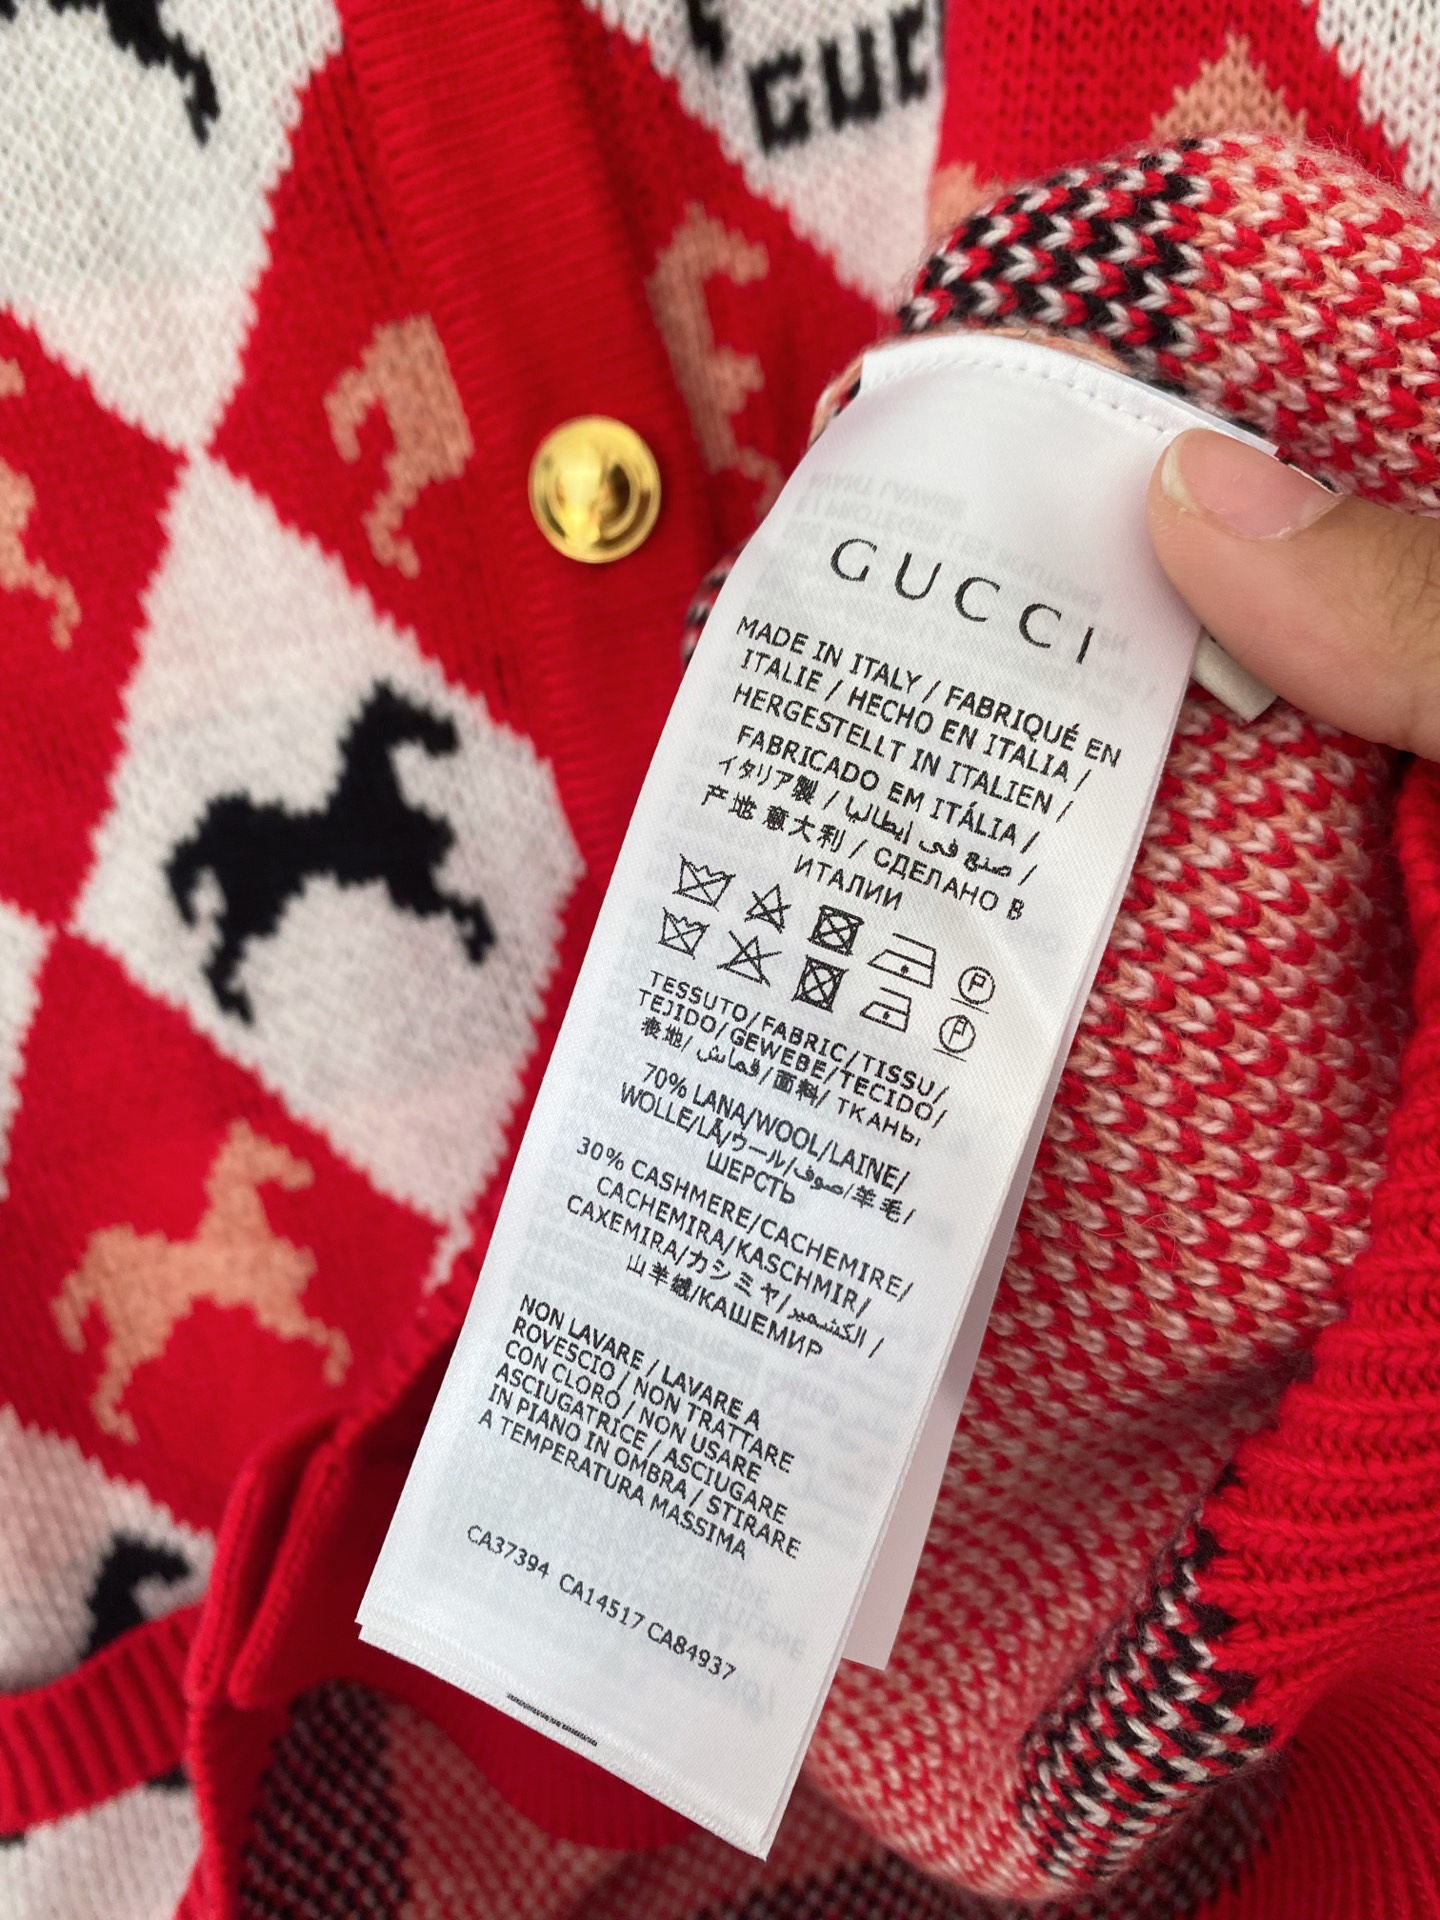 GUC
GUCCI
MADE IN ITALY / FABRIQUÉ EN
ITALIE / HECHO EN ITALIA /
HERGESTELLT IN ITALIEN /
FABRICADO EM ITÁLIA /
イタリア製 / صنع في إيطاليا /
产地 意大利 / СДЕЛАНО В
ИТАЛИИ
TESSUTO/FABRIC/TISSU/
TEJIDO/GEWEBE/TECIDO/
表地/ قماش/面料/ ТКАНЬ
70% LANA/WOOL/LAINE/
WOLLE/LÃ/ウール/صوف/羊毛/
ШЕРСТЬ
30% CASHMERE/CACHEMIRE/
CACHEMIRA/KASCHMIR/
CAXEMIRA/カシミヤ/الكشمير /
山羊绒/КАШЕМИР
NON LAVARE / LAVARE A
ROVESCIO / NON TRATTARE
CON CLORO / NON USARE
ASCIUGATRICE / ASCIUGARE
IN PIANO IN OMBRA / STIRARE
A TEMPERATURA MASSIMA
CA37394 CA14517 CA84937